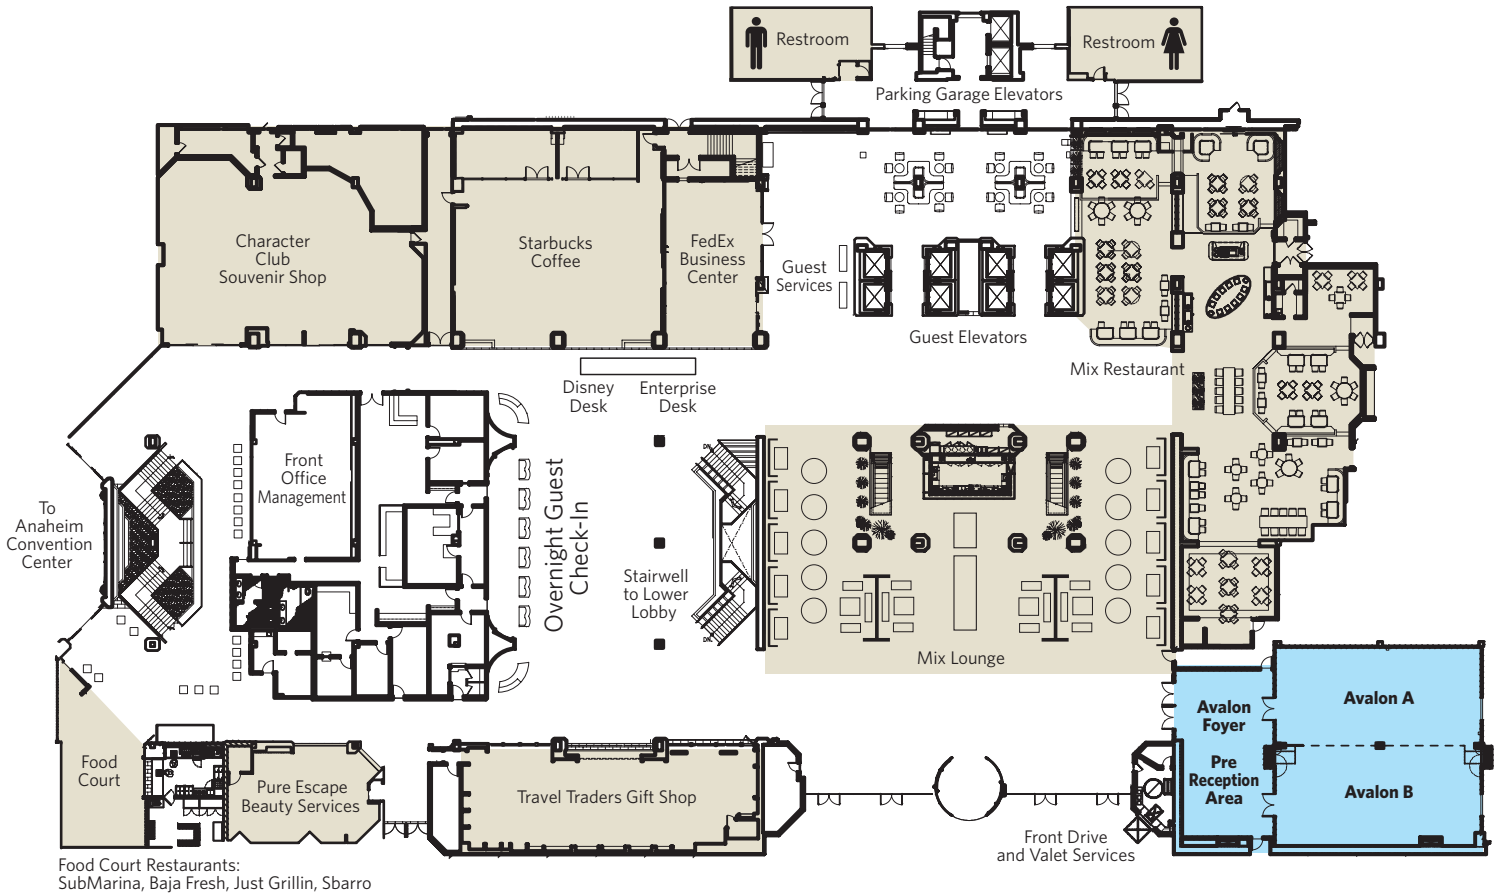 Restroom
Restroom
Parking Garage Elevators
Character
Club
Souvenir Shop
Starbucks
Coffee
FedEx
Business
Center
Guest
Services
Guest Elevators
Mix Restaurant
Disney
Desk
Enterprise
Desk
Front
Office
Management
Overnight Guest
Check-In
DN.
DN.
To
Anaheim
Convention
Center
Stairwell
to Lower
Lobby
Mix Lounge
Avalon
Foyer
Pre
Reception
Area
Avalon A
Avalon B
Food
Court
Pure Escape
Beauty Services
Travel Traders Gift Shop
Front Drive
and Valet Services
Food Court Restaurants:
SubMarina, Baja Fresh, Just Grillin, Sbarro